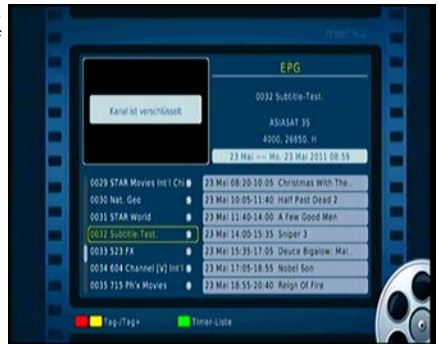 menu
EPG
0032 Subtitle-Test.
ASIASAT 3S
4000, 26850, H
Kanal ist verschlüsselt
23 Mai ~~ Mo. 23 Mai 2011 08:59
0029 STAR Movies Int'l Chi
23 Mai 08:20-10:05 Christmas With The..
0030 Nat. Geo
23 Mai 10:05-11:40 Half Past Dead 2
0031 STAR World
23 Mai 11:40-14:00 A Few Good Men
0032 Subtitle-Test.
23 Mai 14:00-15:35 Sniper 3
0033 523 FX
23 Mai 15:35-17:05 Deuce Bigalow: Mal..
0034 604 Channel [V] Int'l
23 Mai 17:05-18:55 Nobel Son
0035 715 Ph'x Movies
23 Mai 18:55-20:40 Reign Of Fire
Tag-/Tag+
Timer-Liste